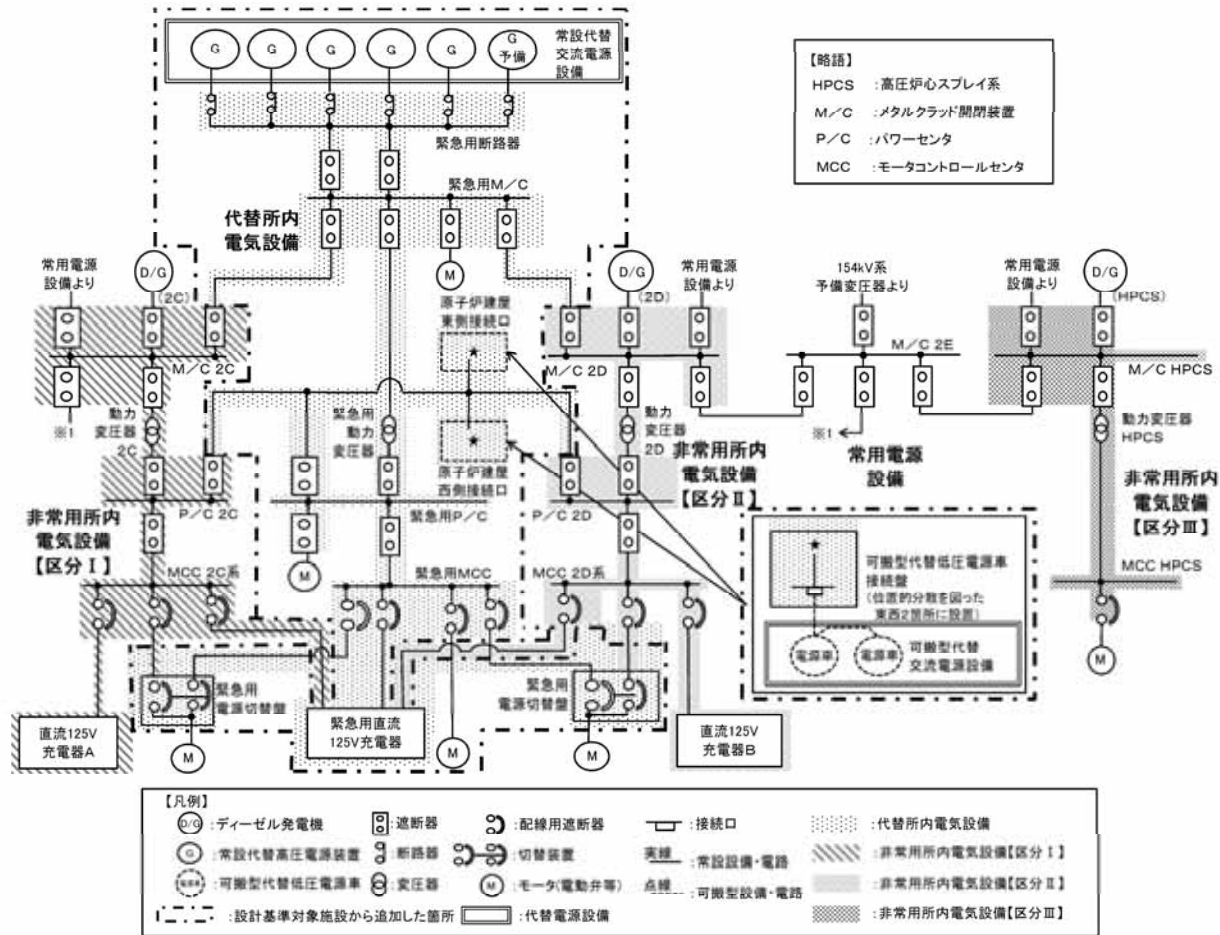 G
G
G
G
G
G
予備
常設代替
交流電源
設備
緊急用断路器
緊急用M/C
代替所内
電気設備
【略語】
HPCS :高圧炉心スプレイ系
M/C :メタルクラッド開閉装置
P/C :パワーセンタ
MCC :モータコントロールセンタ
常用電源
設備より
D/G
(2C)
M
原子炉建屋
東側接続口
★
D/G
(2D)
常用電源
設備より
154kV系
予備変圧器より
常用電源
設備より
D/G
(HPCS)
M/C 2C
M/C 2D
M/C 2E
M/C HPCS
※1
動力
変圧器
2C
緊急用
動力
変圧器
★
原子炉建屋
西側接続口
動力
変圧器
2D
非常用所内
電気設備
【区分Ⅱ】
※1
常用電源
設備
動力変圧器
HPCS
非常用所内
電気設備
【区分Ⅲ】
非常用所内
電気設備
【区分Ⅰ】
P/C 2C
緊急用P/C
P/C 2D
M
MCC 2C系
緊急用MCC
MCC 2D系
MCC HPCS
★
可搬型代替低圧電源車
接続盤
(位置的分散を図った
東西2箇所に設置)
電源車
電源車
可搬型代替
交流電源設備
M
緊急用
電源切替盤
緊急用
電源切替盤
直流125V
充電器A
M
緊急用直流
125V充電器
M
M
直流125V
充電器B
【凡例】
D/G :ディーゼル発電機 :遮断器 :配線用遮断器 :接続口 :代替所内電気設備
G :常設代替高圧電源装置 :断路器 :切替装置 実線 :常設設備・電路 :非常用所内電気設備【区分Ⅰ】
電源車 :可搬型代替低圧電源車 :変圧器 M :モータ(電動弁等) 点線 :可搬型設備・電路 :非常用所内電気設備【区分Ⅱ】
:設計基準対象施設から追加した箇所 :代替電源設備 :非常用所内電気設備【区分Ⅲ】